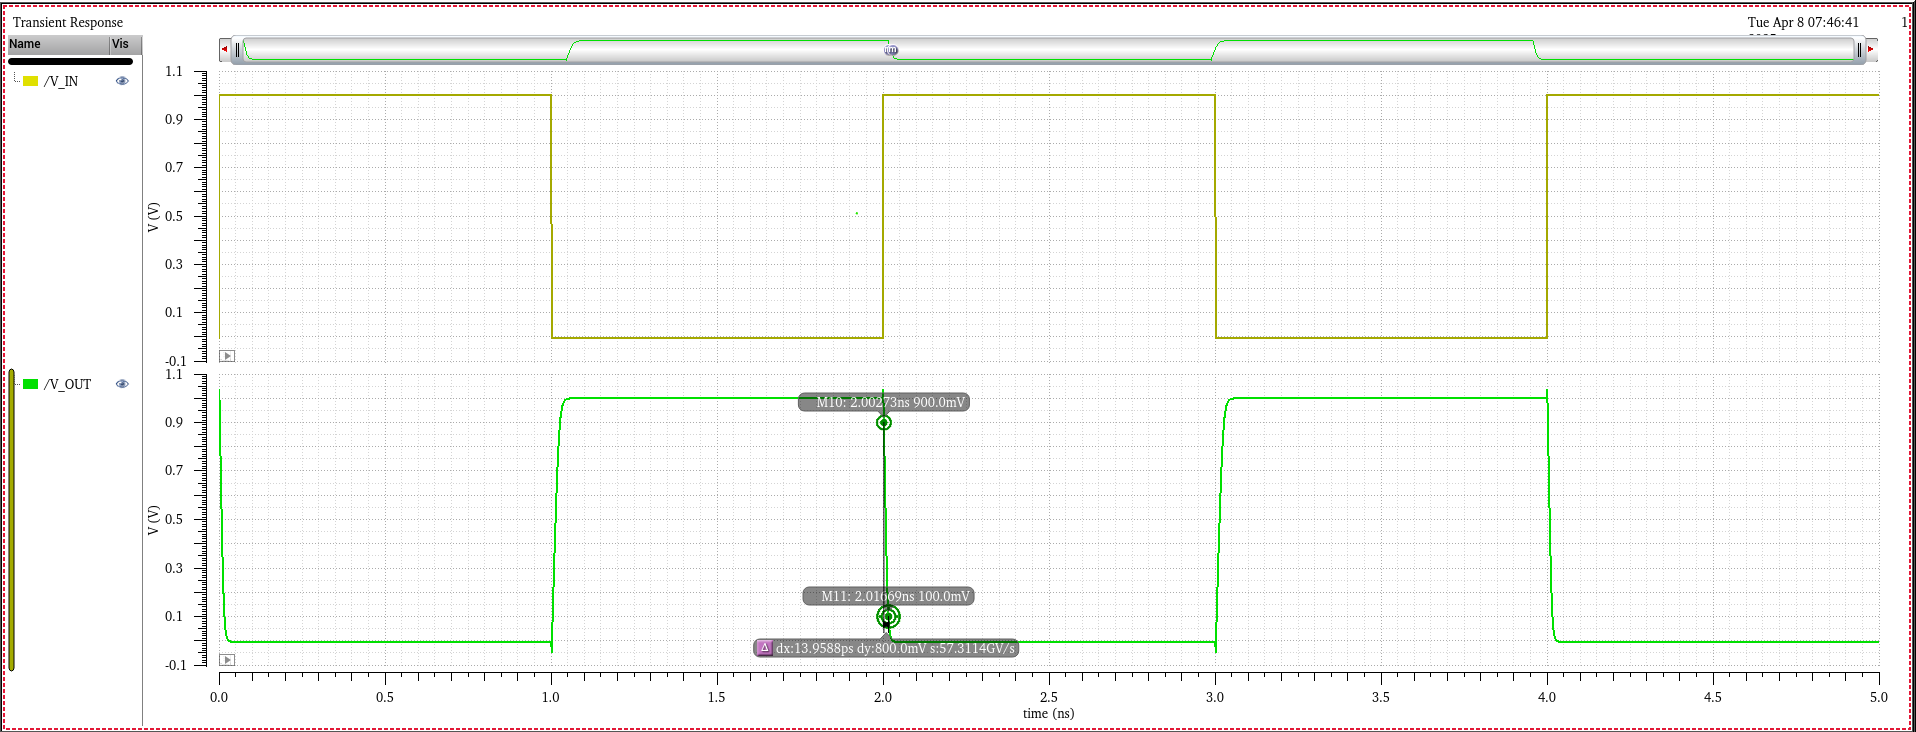 Transient Response
Tue Apr 8 07:46:41
1
Name Vis
/V_IN
1.1
0.9
0.7
0.5
0.3
0.1
-0.1
V (V)
/V_OUT
1.1
0.9
0.7
0.5
0.3
0.1
-0.1
V (V)
M10: 2.00273ns 900.0mV
M11: 2.01669ns 100.0mV
Δ dx:13.9588ps dy:800.0mV s:57.3114GV/s
0.0 0.5 1.0 1.5 2.0 2.5 3.0 3.5 4.0 4.5 5.0
time (ns)